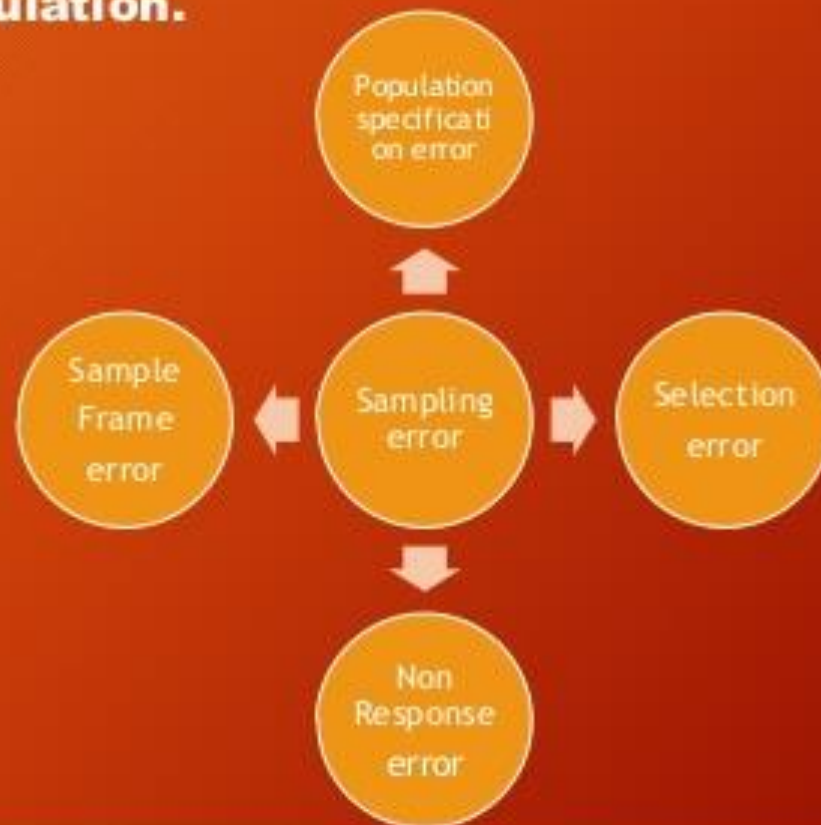 ulation.
Population
specificati
on error
Sample
Frame
error
Sampling
error
Selection
error
Non
Response
error